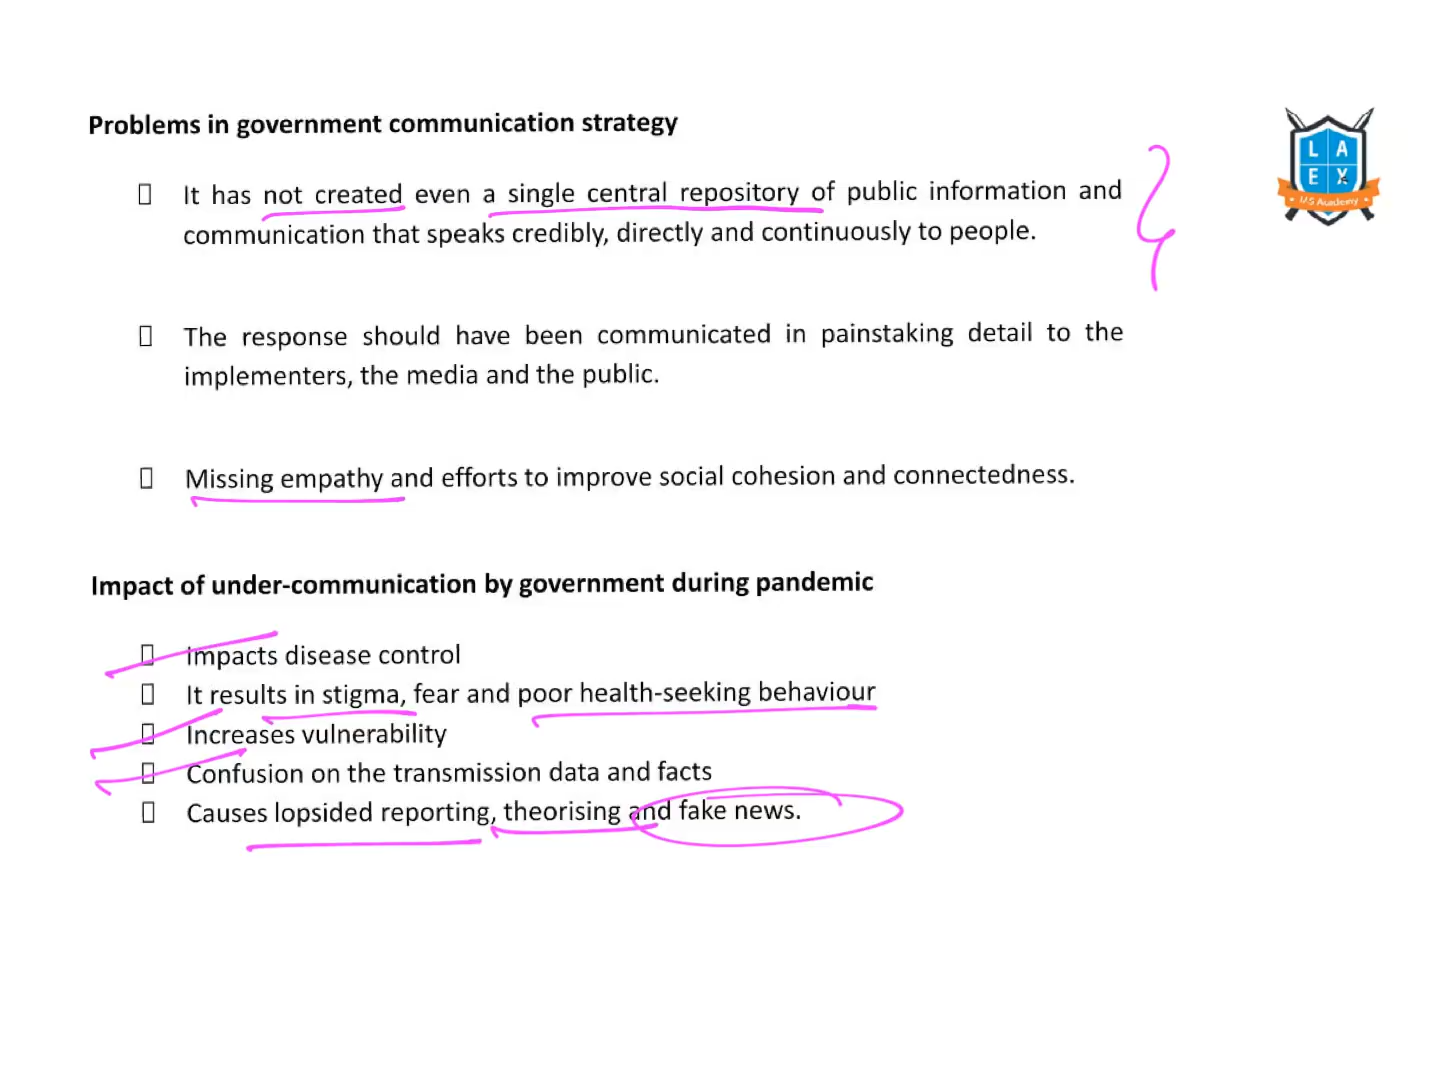 Problems in government communication strategy
L A
E X
IAS Academy
It has not created even a single central repository of public information and
communication that speaks credibly, directly and continuously to people.
The response should have been communicated in painstaking detail to the
implementers, the media and the public.
Missing empathy and efforts to improve social cohesion and connectedness.
Impact of under-communication by government during pandemic
Impacts disease control
It results in stigma, fear and poor health-seeking behaviour
Increases vulnerability
Confusion on the transmission data and facts
Causes lopsided reporting, theorising and fake news.